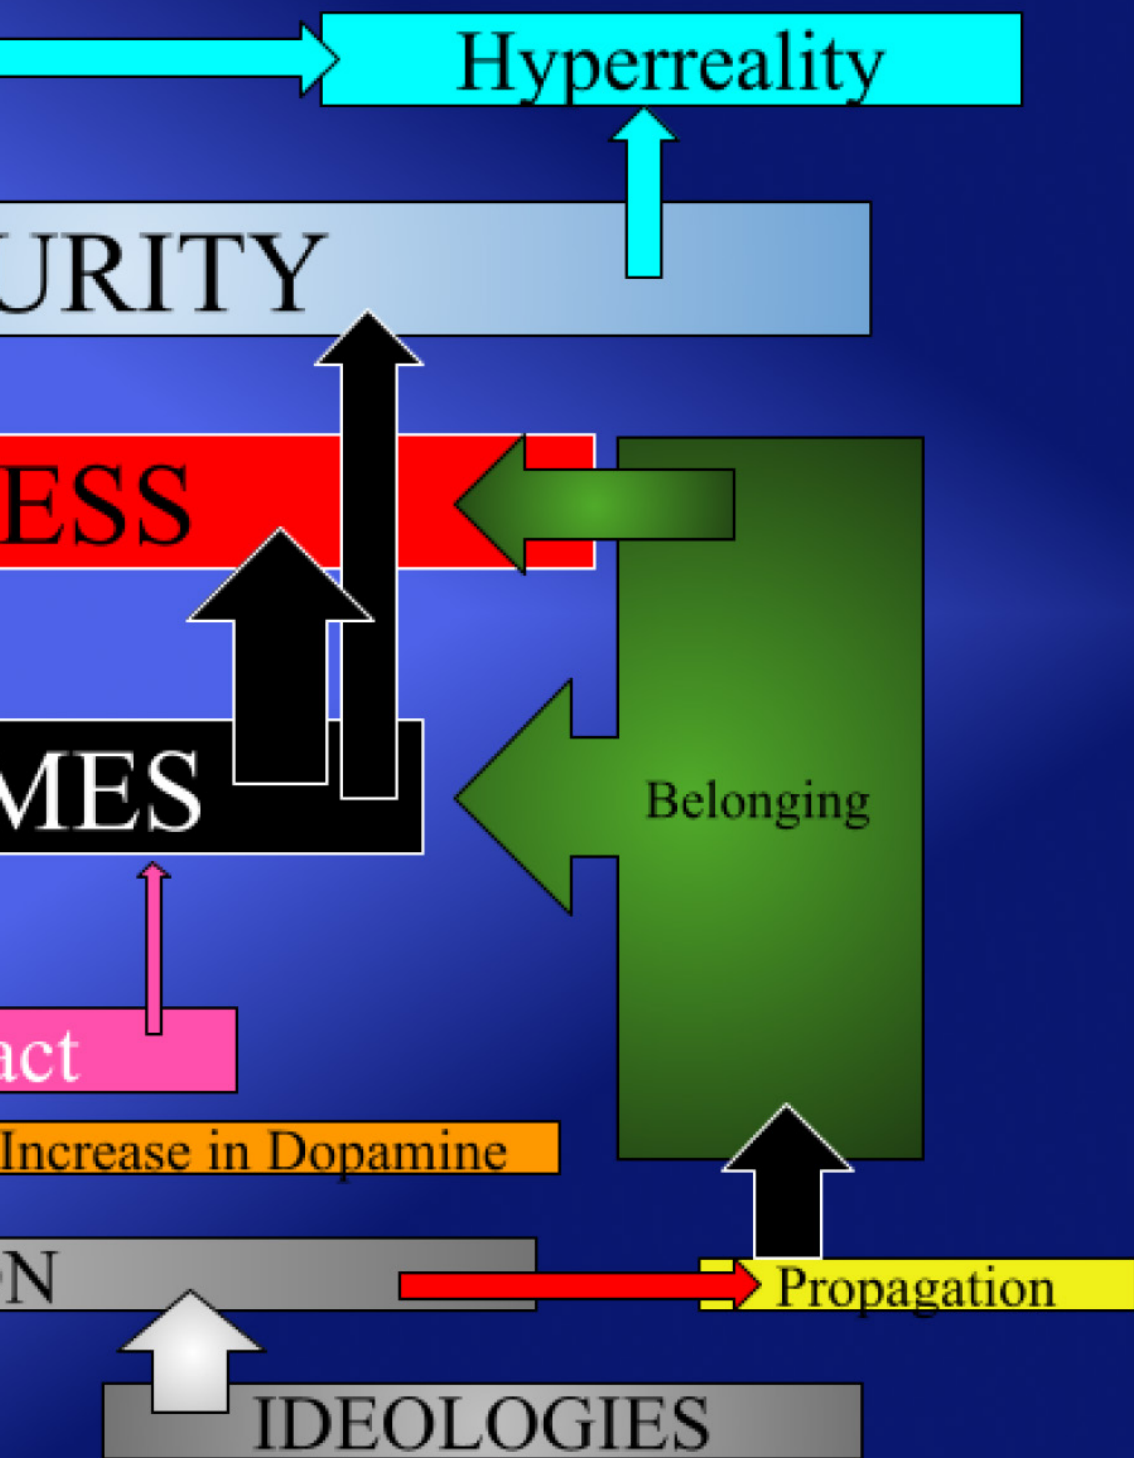 Hyperreality
URITY
ESS
MES
Belonging
act
Increase in Dopamine
N
Propagation
IDEOLOGIES